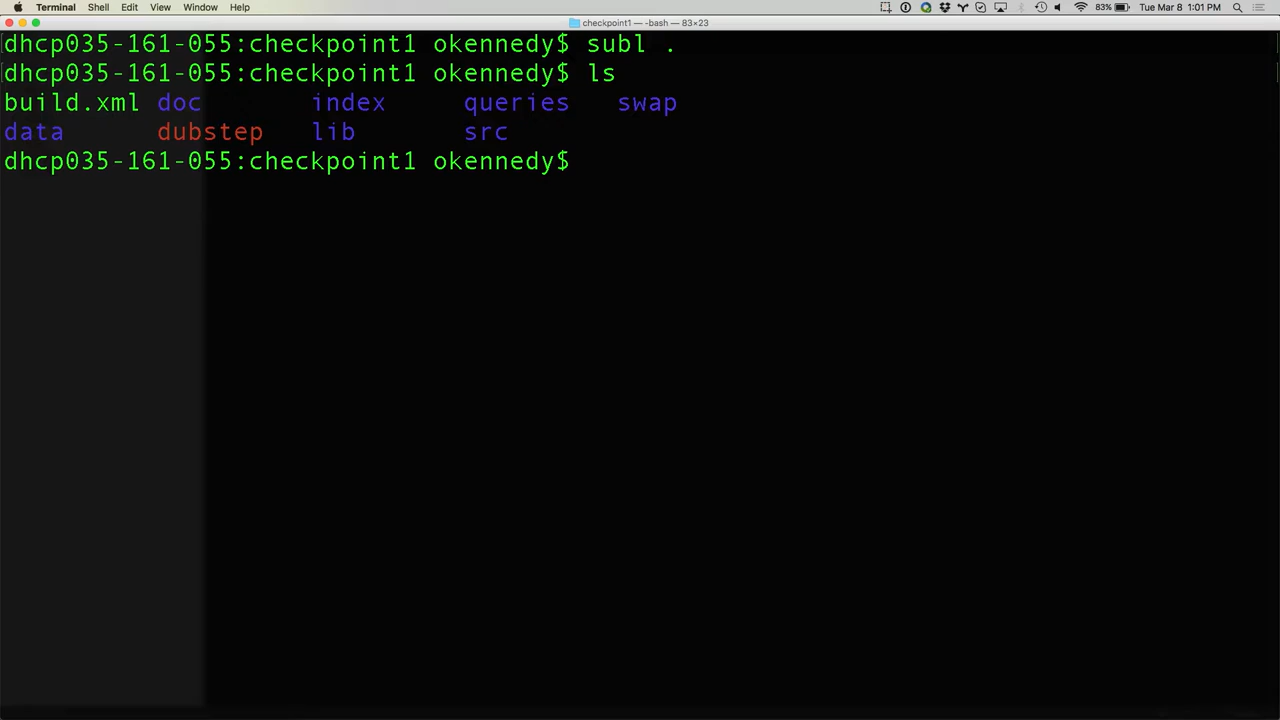 Terminal Shell Edit View Window Help 83% Tue Mar 8 1:01 PM
checkpoint1 — -bash — 83×23
dhcp035-161-055:checkpoint1 okennedy$ subl .
dhcp035-161-055:checkpoint1 okennedy$ ls
build.xml doc index queries swap
data dubstep lib src
dhcp035-161-055:checkpoint1 okennedy$